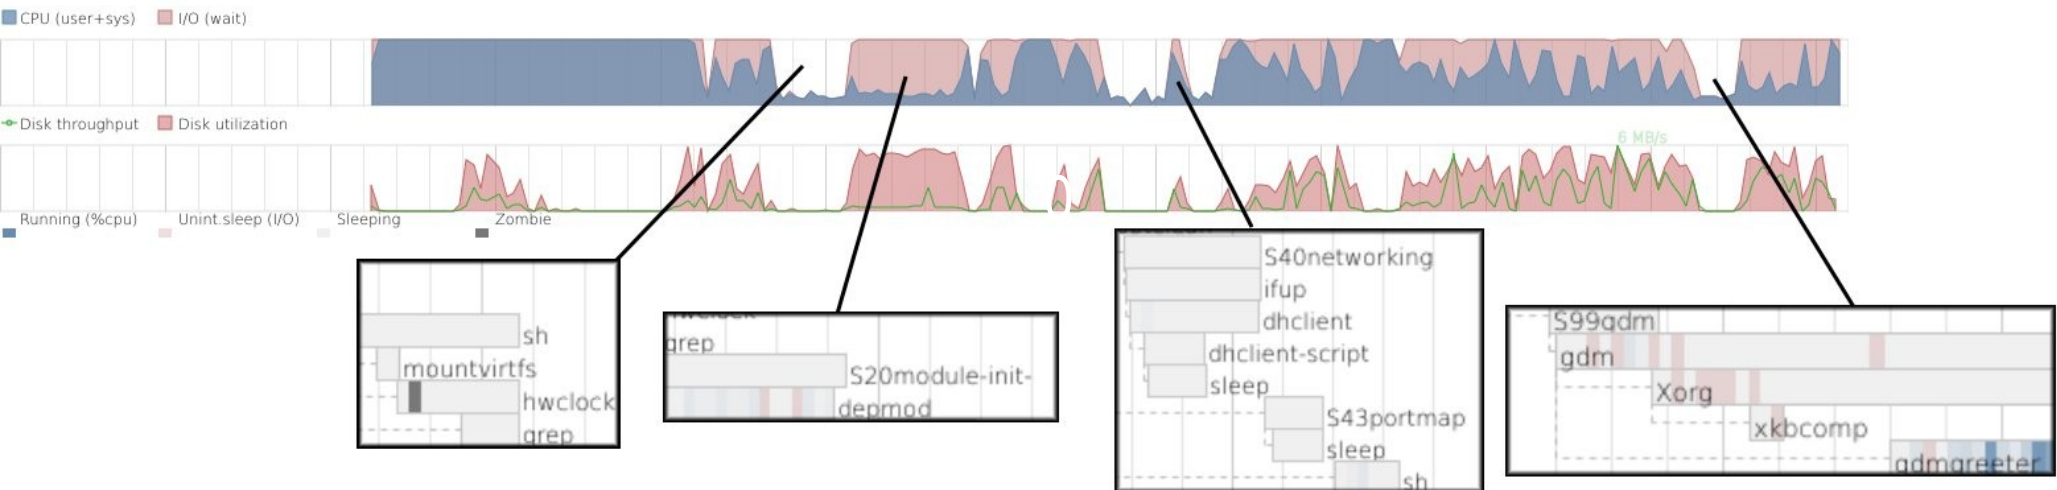 CPU (user+sys) I/O (wait)
Disk throughput Disk utilization
6 MB/s
Running (%cpu) Unint.sleep (I/O) Sleeping Zombie
sh
mountvirtfs
hwclock
grep
hwclock
grep
S20module-init-
depmod
S40networking
ifup
dhclient
dhclient-script
sleep
S43portmap
sleep
sh
S99gdm
gdm
Xorg
xkbcomp
gdmgreeter